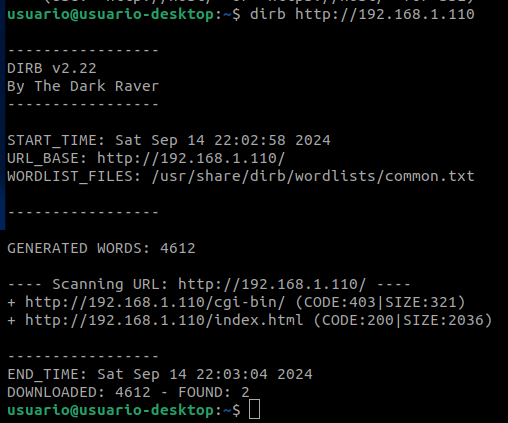 usuario@usuario-desktop:~$ dirb http://192.168.1.110

-----------------
DIRB v2.22
By The Dark Raver
-----------------

START_TIME: Sat Sep 14 22:02:58 2024
URL_BASE: http://192.168.1.110/
WORDLIST_FILES: /usr/share/dirb/wordlists/common.txt

-----------------

GENERATED WORDS: 4612

---- Scanning URL: http://192.168.1.110/ ----
+ http://192.168.1.110/cgi-bin/ (CODE:403|SIZE:321)
+ http://192.168.1.110/index.html (CODE:200|SIZE:2036)

-----------------
END_TIME: Sat Sep 14 22:03:04 2024
DOWNLOADED: 4612 - FOUND: 2
usuario@usuario-desktop:~$